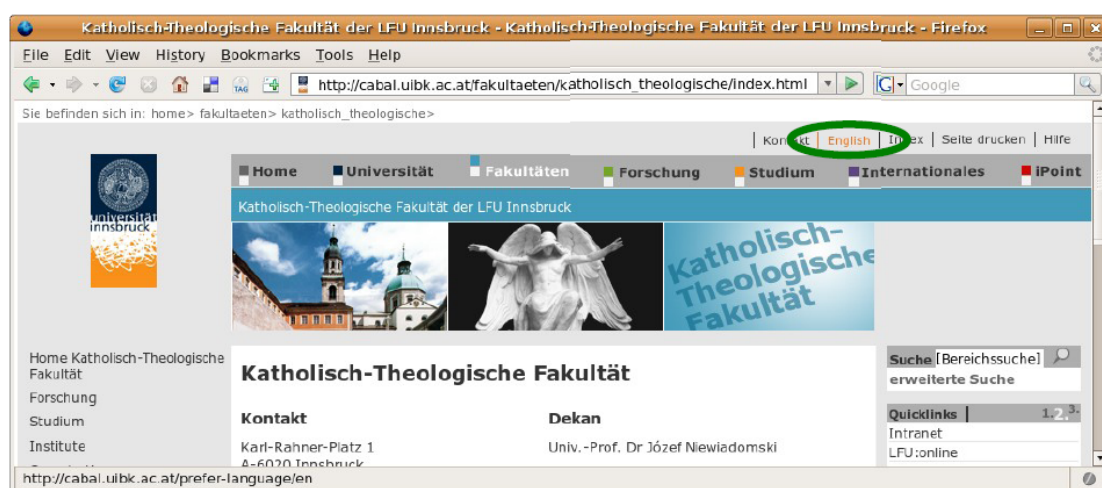 Katholisch-Theologische Fakultät der LFU Innsbruck - Katholisch-Theologische Fakultät der LFU Innsbruck - Firefox
File Edit View History Bookmarks Tools Help
http://cabal.uibk.ac.at/fakultaeten/katholisch_theologische/index.html
G Google
Sie befinden sich in: home> fakultaeten> katholisch_theologische>
| Kontakt | English | Index | Seite drucken | Hilfe
Home Universität Fakultäten Forschung Studium Internationales iPoint
universität
innsbruck
Katholisch-Theologische Fakultät der LFU Innsbruck
Katholisch-
Theologische
Fakultät
Home Katholisch-Theologische
Fakultät
Forschung
Studium
Institute
Katholisch-Theologische Fakultät
Kontakt
Karl-Rahner-Platz 1
A-6020 Innsbruck
Dekan
Univ.-Prof. Dr Józef Niewiadomski
Suche [Bereichssuche]
erweiterte Suche
Quicklinks | 1.2.3.
Intranet
LFU:online
http://cabal.uibk.ac.at/prefer-language/en